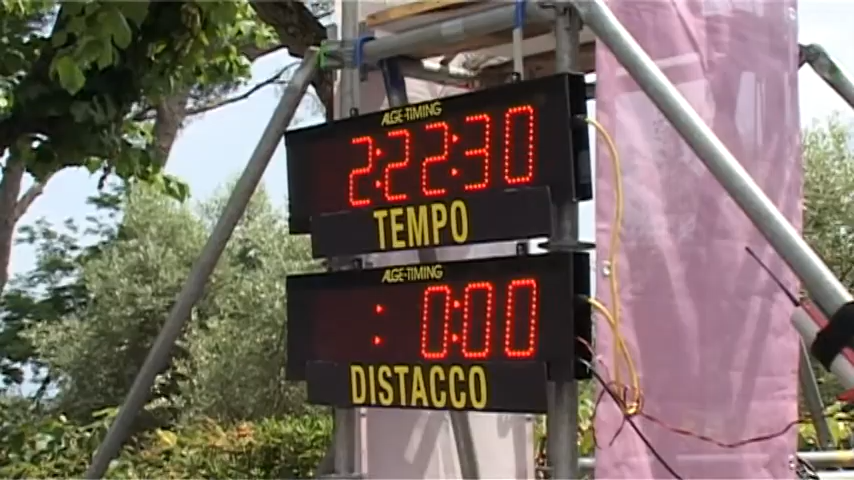 ALGE-TIMING
2:22:30
TEMPO
ALGE-TIMING
: 0:00
DISTACCO